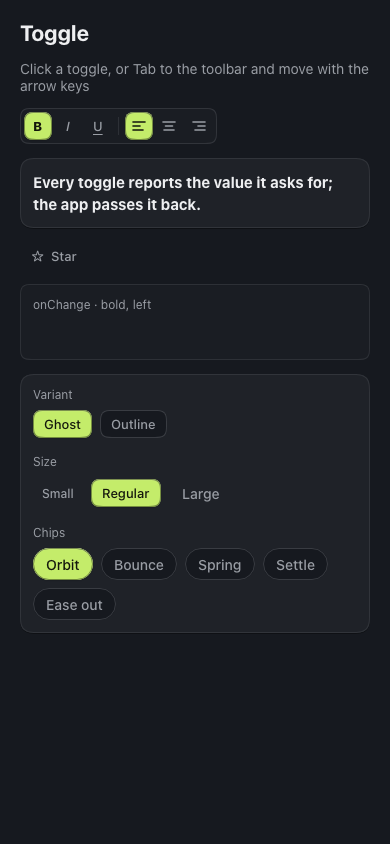 Toggle
Click a toggle, or Tab to the toolbar and move with the
arrow keys
B I U
Every toggle reports the value it asks for;
the app passes it back.
Star
onChange · bold, left
Variant
Ghost Outline
Size
Small Regular Large
Chips
Orbit Bounce Spring Settle
Ease out